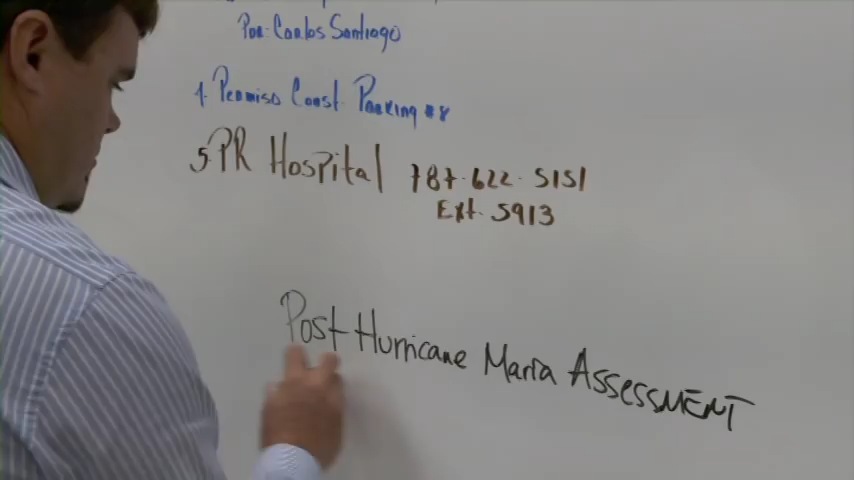 Por: Carlos Santiago
4. Permiso Const. Parking #8
5. PR Hospital 787-622-5151
Ext. 5913
Post Hurricane Maria ASSESSMENT